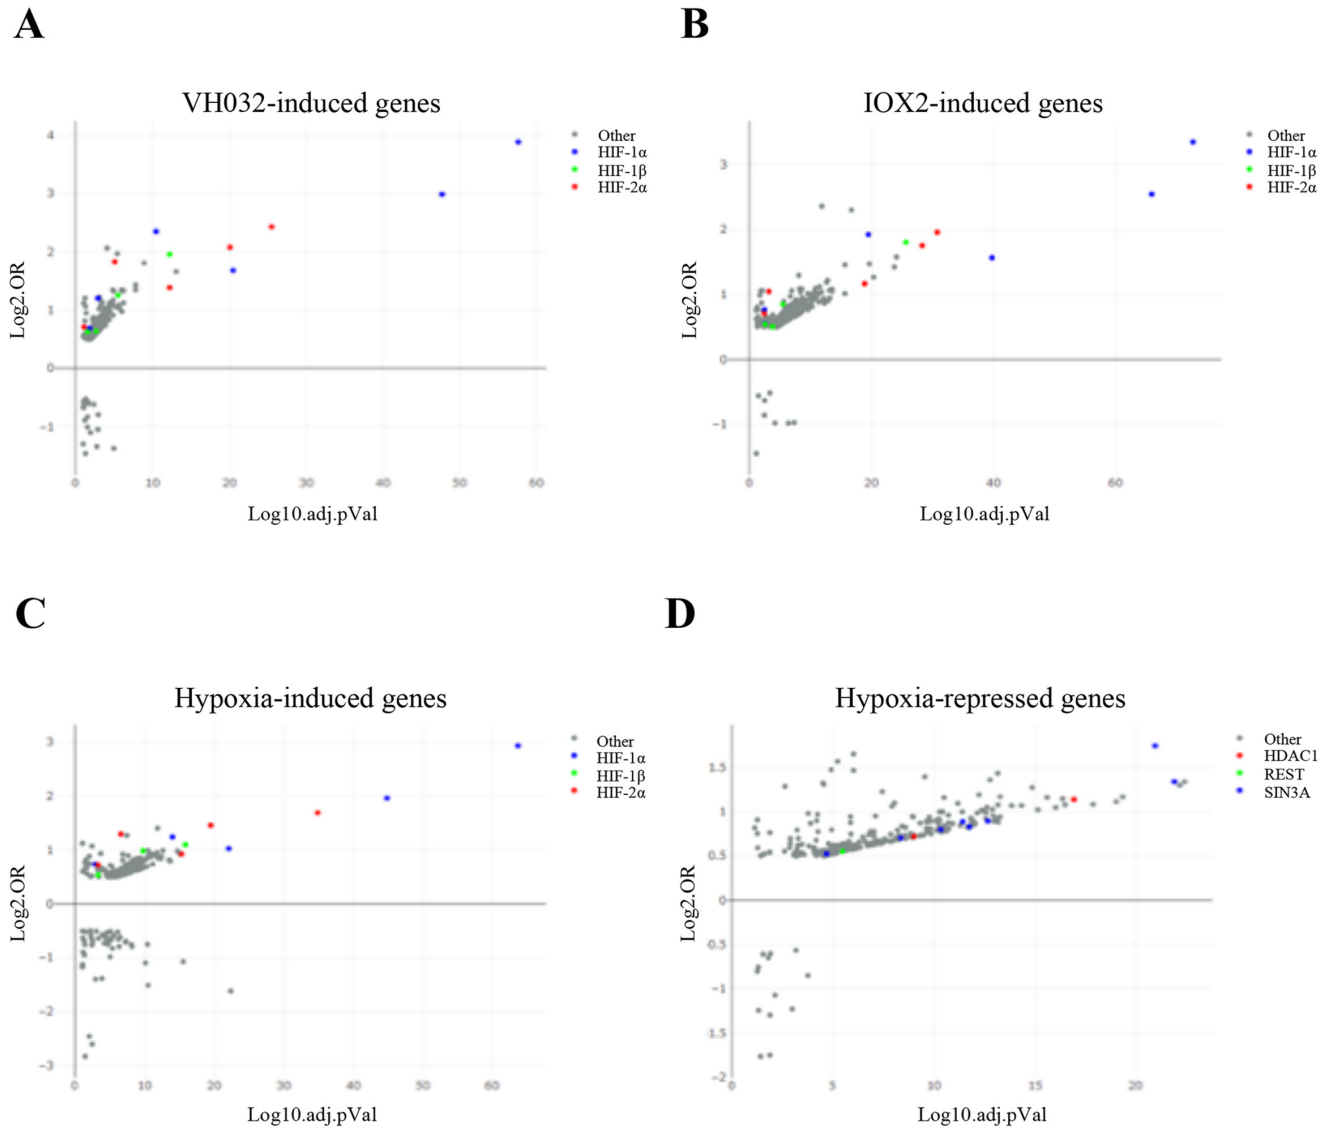 A
B
VH032-induced genes
IOX2-induced genes
Other
HIF-1α
HIF-1β
HIF-2α
Other
HIF-1α
HIF-1β
HIF-2α
Log2.OR
4
3
2
1
0
−1
0 10 20 30 40 50 60
Log10.adj.pVal
Log2.OR
3
2
1
0
−1
0 20 40 60
Log10.adj.pVal
C
D
Hypoxia-induced genes
Hypoxia-repressed genes
Other
HIF-1α
HIF-1β
HIF-2α
Other
HDAC1
REST
SIN3A
Log2.OR
3
2
1
0
−1
−2
−3
0 10 20 30 40 50 60
Log10.adj.pVal
Log2.OR
1.5
1
0.5
0
−0.5
−1
−1.5
−2
0 5 10 15 20
Log10.adj.pVal